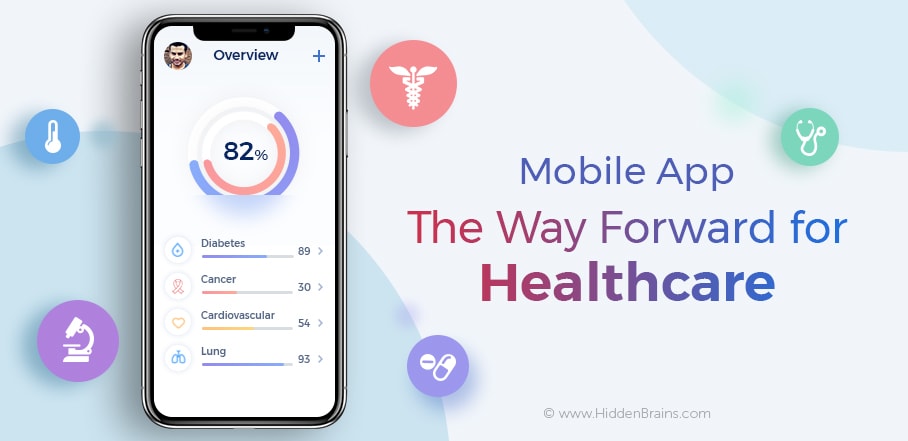 Overview
82%
Diabetes
89
Cancer
30
Cardiovascular
54
Lung
93
Mobile App
The Way Forward for
Healthcare
© www.HiddenBrains.com